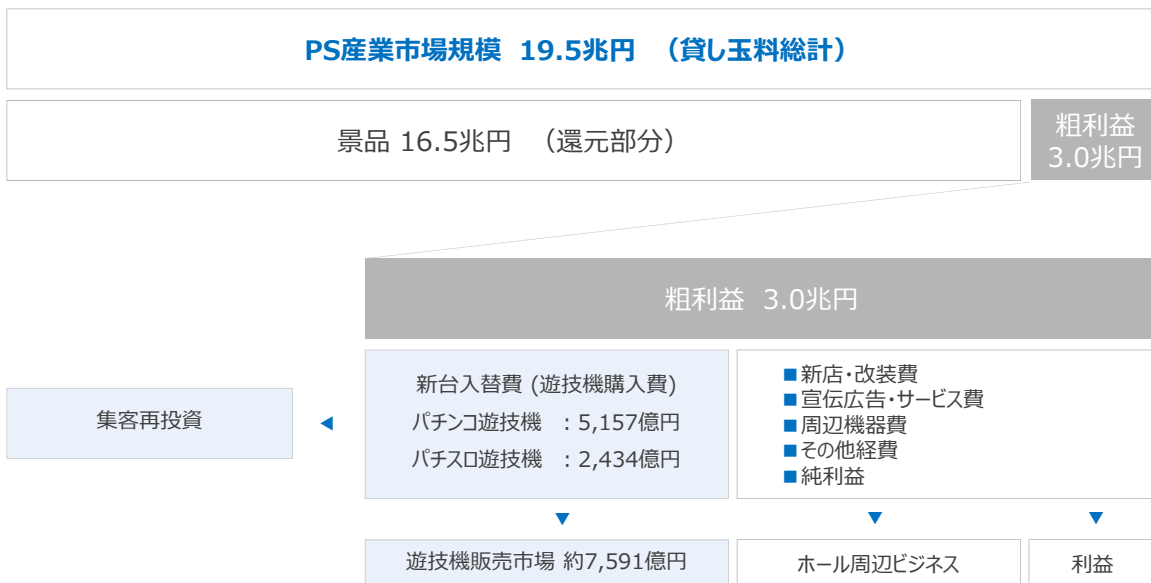 PS産業市場規模 19.5兆円 （貸し玉料総計）
景品 16.5兆円 （還元部分）
粗利益
3.0兆円
粗利益 3.0兆円
新台入替費 (遊技機購入費)
パチンコ遊技機 ：5,157億円
パチスロ遊技機 ：2,434億円
■新店・改装費
■宣伝広告・サービス費
■周辺機器費
■その他経費
■純利益
集客再投資
遊技機販売市場 約7,591億円
ホール周辺ビジネス
利益